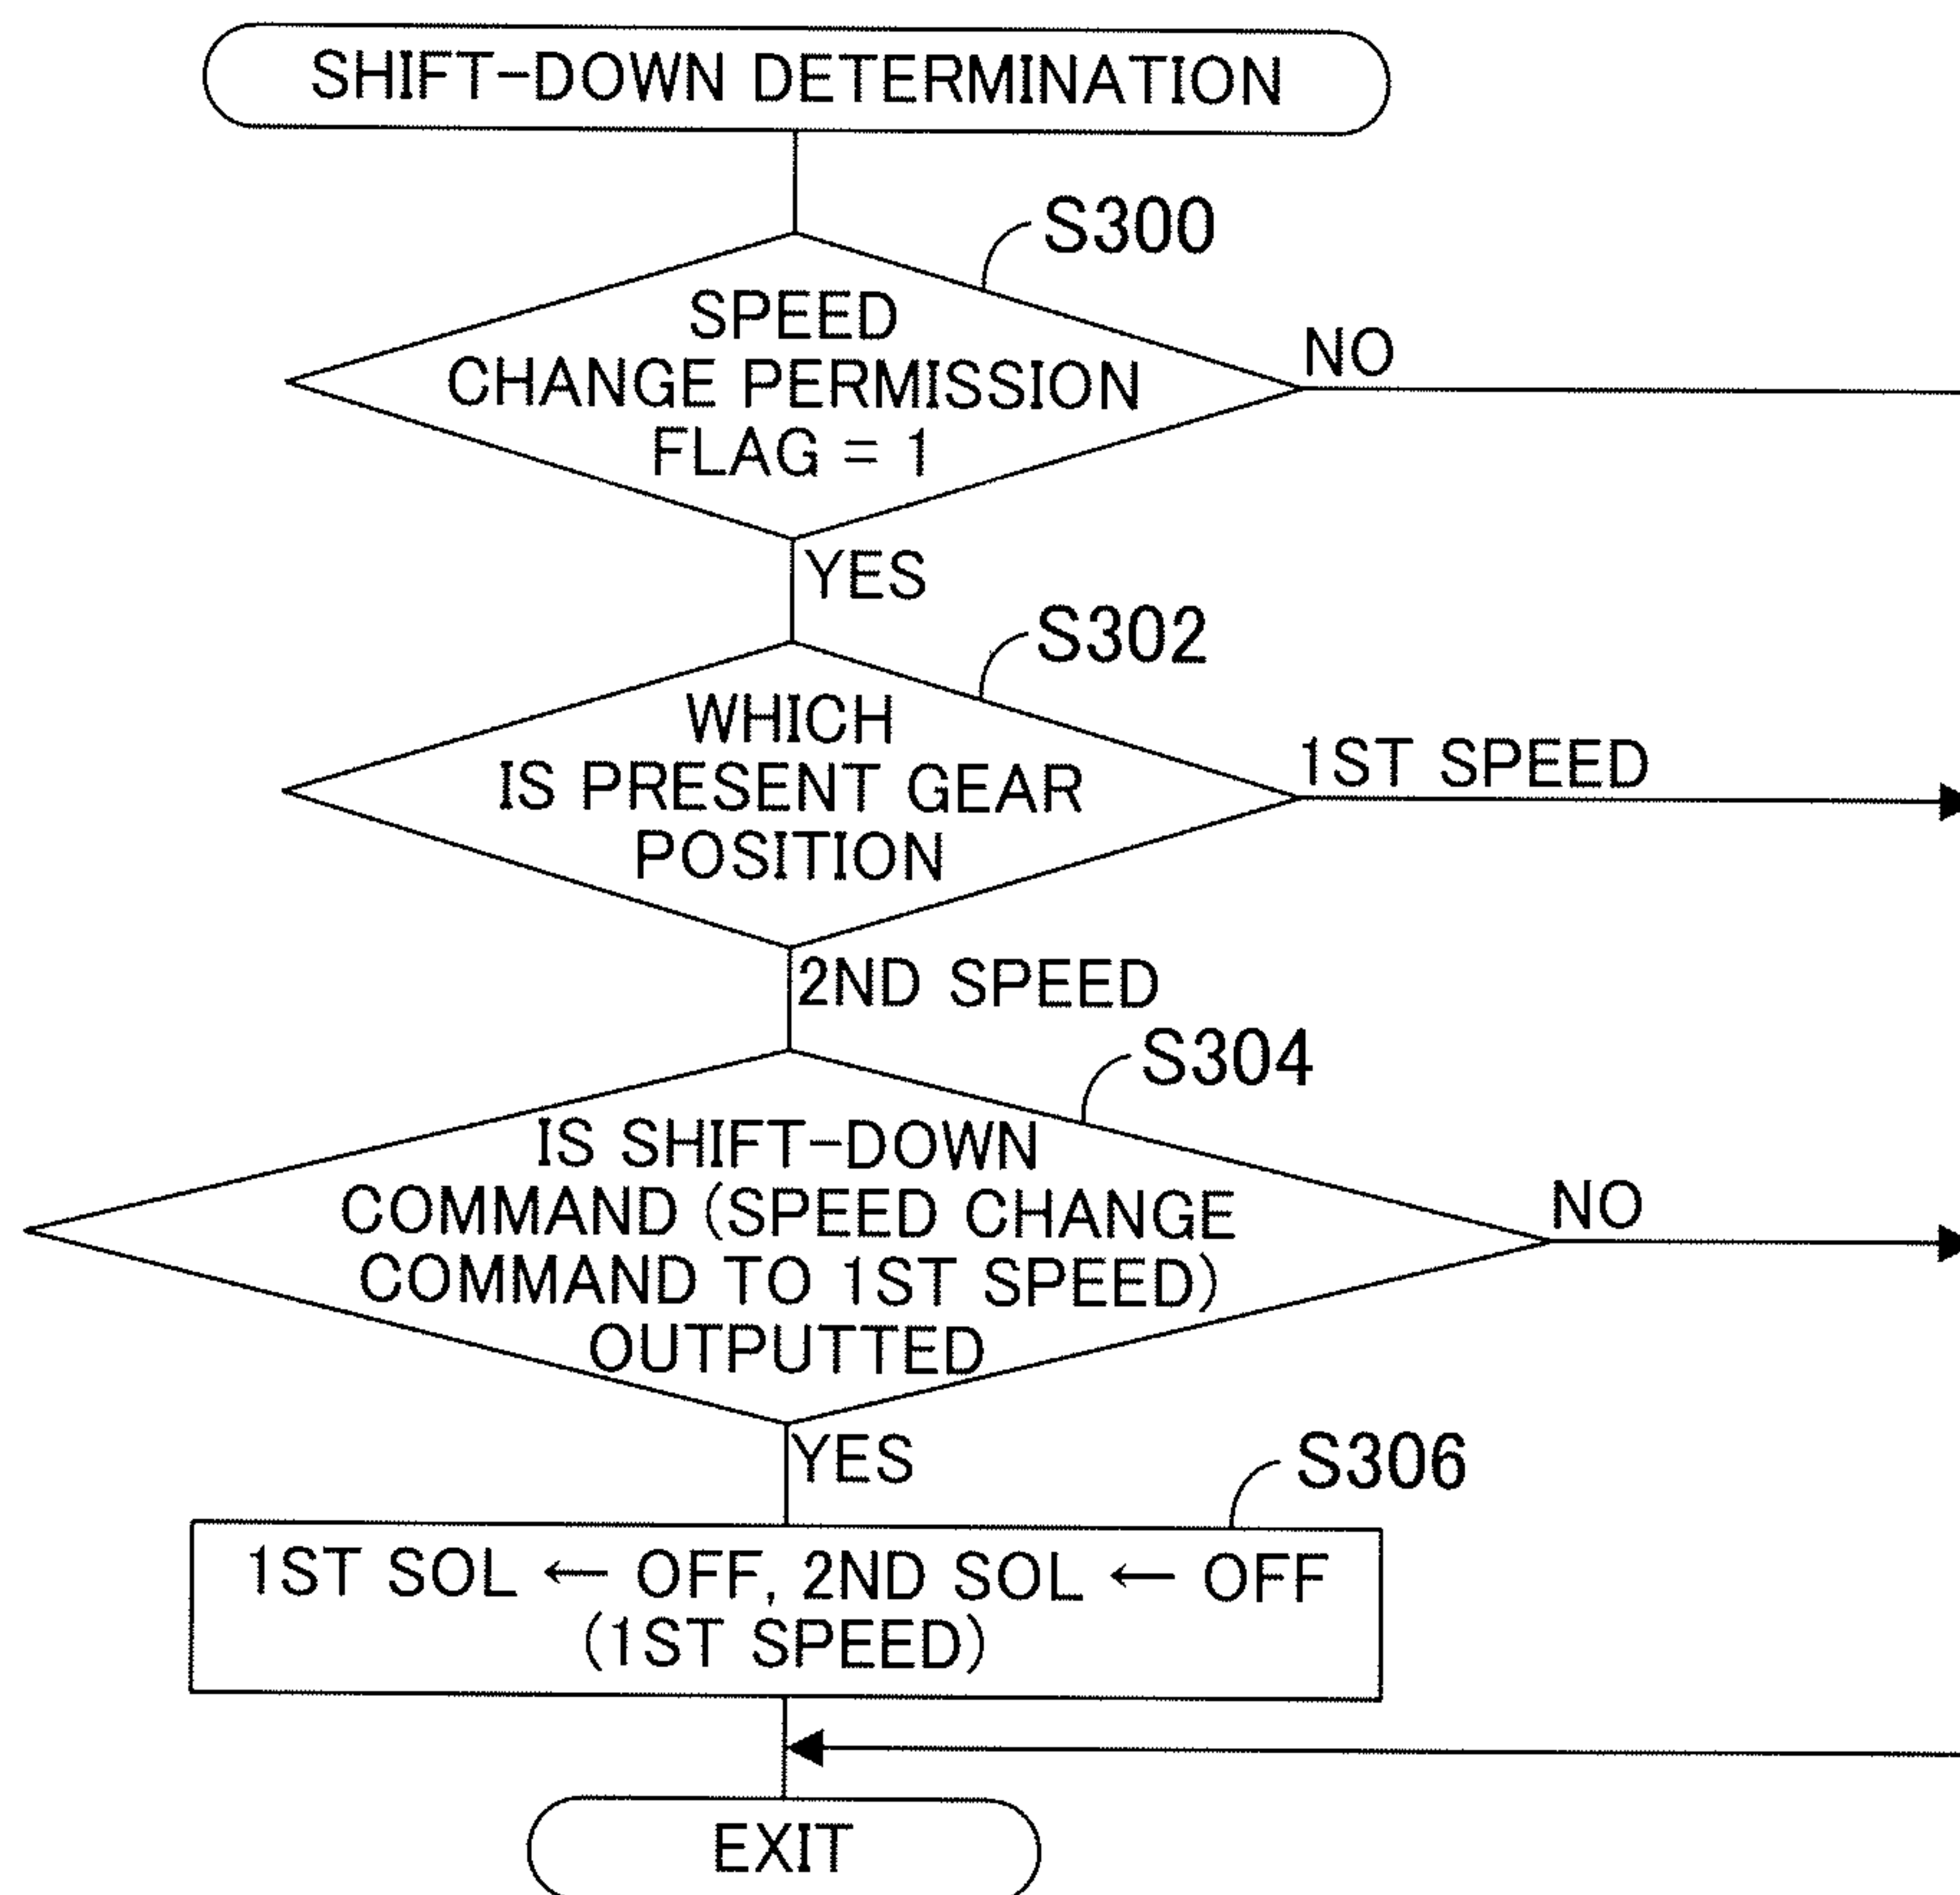 SHIFT-DOWN DETERMINATION
S300
SPEED
CHANGE PERMISSION
FLAG = 1
NO
YES
S302
WHICH
IS PRESENT GEAR
POSITION
1ST SPEED
2ND SPEED
S304
IS SHIFT-DOWN
COMMAND (SPEED CHANGE
COMMAND TO 1ST SPEED)
OUTPUTTED
NO
YES
S306
1ST SOL ← OFF, 2ND SOL ← OFF
(1ST SPEED)
EXIT